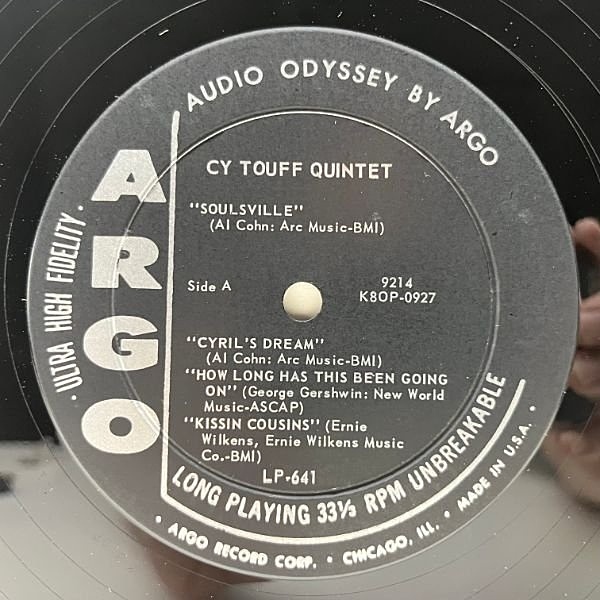 AUDIO ODYSSEY BY ARGO
· ULTRA HIGH FIDELITY ·
ARGO
CY TOUFF QUINTET
"SOULSVILLE"
(Al Cohn: Arc Music-BMI)
Side A
9214
K8OP-0927
"CYRIL'S DREAM"
(Al Cohn: Arc Music-BMI)
"HOW LONG HAS THIS BEEN GOING
ON" (George Gershwin: New World
Music-ASCAP)
"KISSIN COUSINS" (Ernie
Wilkens, Ernie Wilkens Music
Co.-BMI)
LP-641
LONG PLAYING 33⅓ RPM UNBREAKABLE
· ARGO RECORD CORP. · CHICAGO, ILL. · MADE IN U.S.A. ·